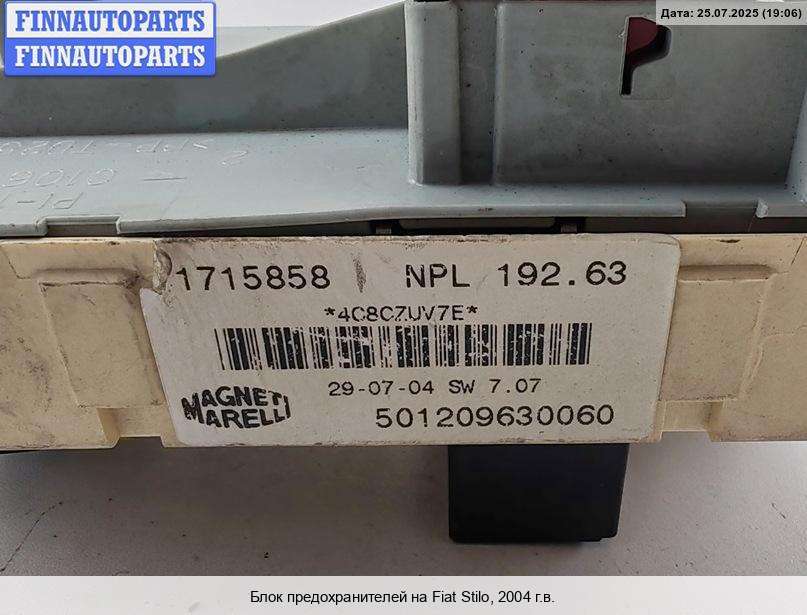 FINNAUTOPARTS
FINNAUTOPARTS
Дата: 25.07.2025 (19:06)
1715858 NPL 192.63
*4C8CZUV7E*
29-07-04 SW 7.07
MAGNETI
MARELLI
501209630060
Блок предохранителей на Fiat Stilo, 2004 г.в.